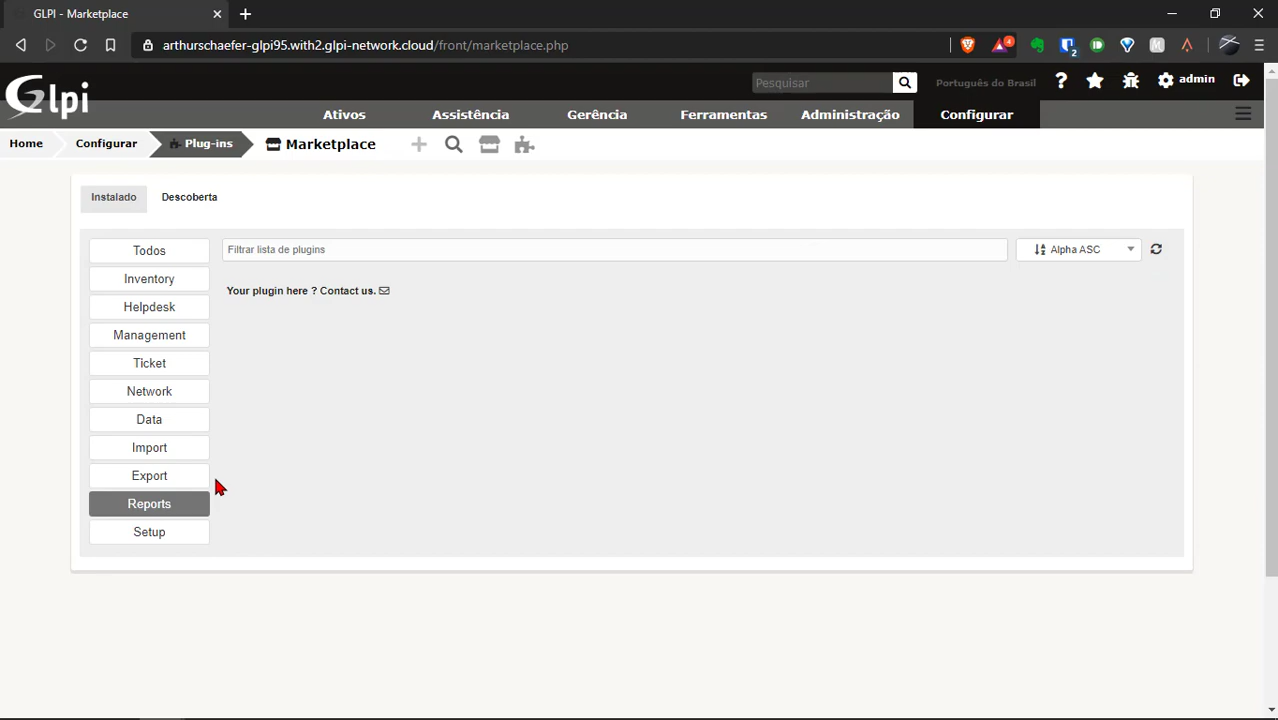 GLPI - Marketplace
arthurschaefer-glpi95.with2.glpi-network.cloud/front/marketplace.php
4
2
Glpi
Pesquisar
Português do Brasil
?
admin
Ativos
Assistência
Gerência
Ferramentas
Administração
Configurar
Home
Configurar
Plug-ins
Marketplace
Instalado
Descoberta
Todos
Filtrar lista de plugins
Alpha ASC
Inventory
Your plugin here ? Contact us.
Helpdesk
Management
Ticket
Network
Data
Import
Export
Reports
Setup